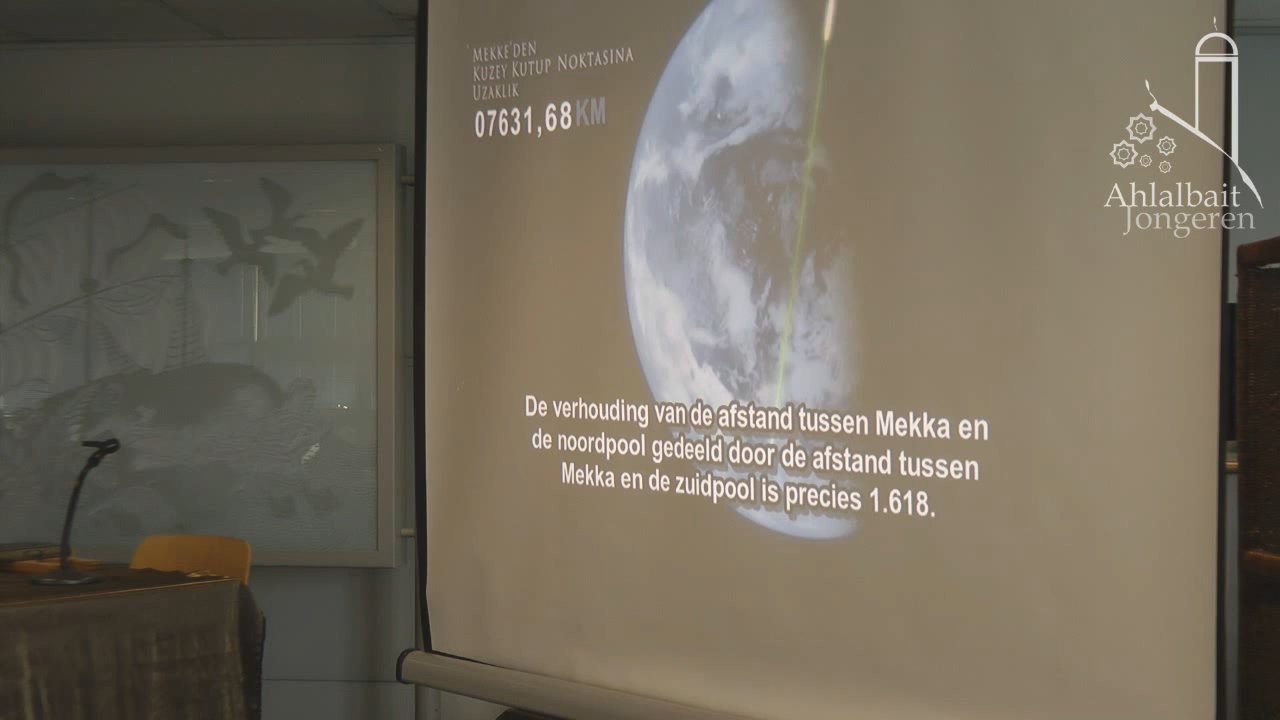 MEKKE'DEN
KUZEY KUTUP NOKTASINA
UZAKLIK
07631,68 KM
Ahlalbait
Jongeren
De verhouding van de afstand tussen Mekka en
de noordpool gedeeld door de afstand tussen
Mekka en de zuidpool is precies 1.618.